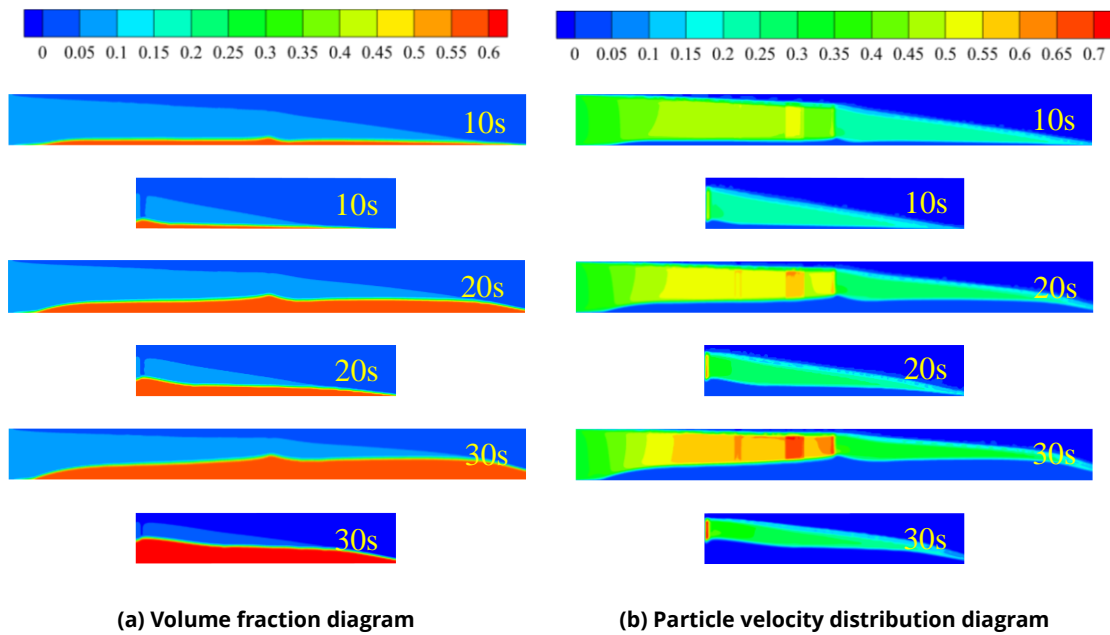 0 0.05 0.1 0.15 0.2 0.25 0.3 0.35 0.4 0.45 0.5 0.55 0.6
0 0.05 0.1 0.15 0.2 0.25 0.3 0.35 0.4 0.45 0.5 0.55 0.6 0.65 0.7
10s
10s
10s
10s
20s
20s
20s
20s
30s
30s
30s
30s
(a) Volume fraction diagram
(b) Particle velocity distribution diagram